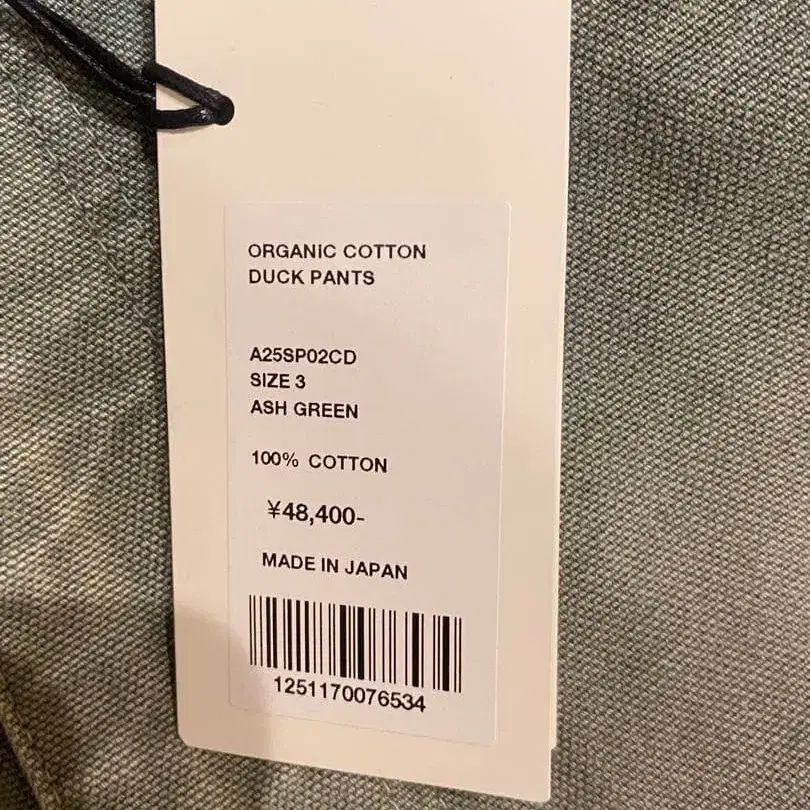 ORGANIC COTTON
DUCK PANTS
A25SP02CD
SIZE 3
ASH GREEN
100% COTTON
¥48,400-
MADE IN JAPAN
1251170076534